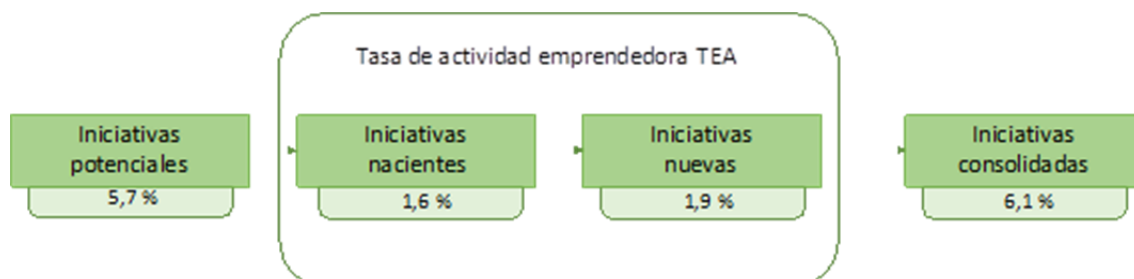 Tasa de actividad emprendedora TEA
Iniciativas
potenciales
5,7 %
Iniciativas
nacientes
1,6 %
Iniciativas
nuevas
1,9 %
Iniciativas
consolidadas
6,1 %